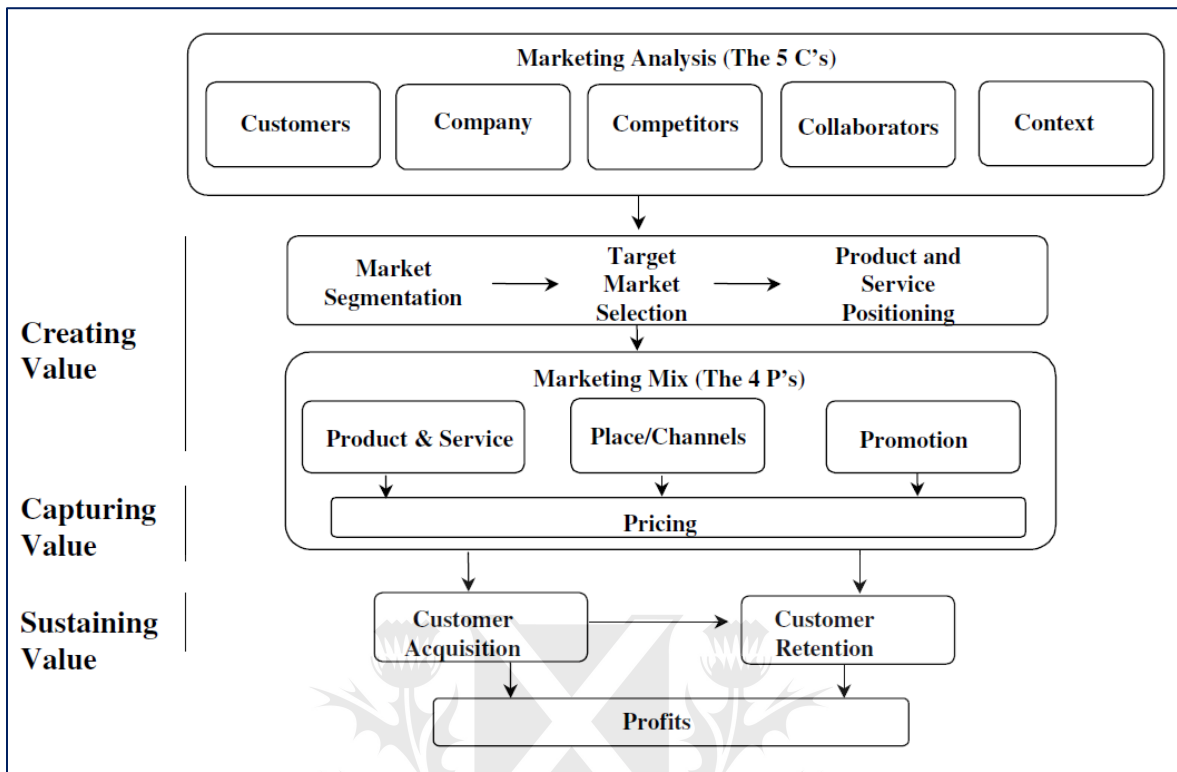 Marketing Analysis (The 5 C's)
Customers
Company
Competitors
Collaborators
Context
Creating
Value
Market
Segmentation
Target
Market
Selection
Product and
Service
Positioning
Marketing Mix (The 4 P's)
Product & Service
Place/Channels
Promotion
Capturing
Value
Pricing
Sustaining
Value
Customer
Acquisition
Customer
Retention
Profits